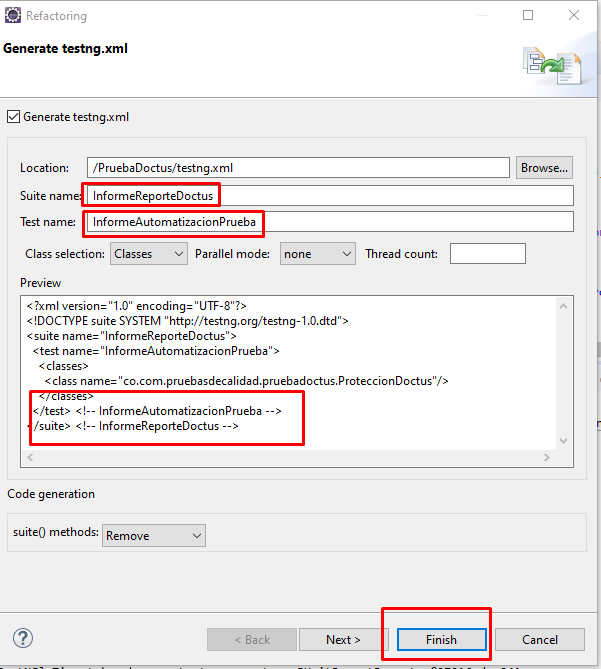 Refactoring
Generate testng.xml
Generate testng.xml
Location: /PruebaDoctus/testng.xml Browse...
Suite name: InformeReporteDoctus
Test name: InformeAutomatizacionPrueba
Class selection: Classes Parallel mode: none Thread count:
Preview
<?xml version="1.0" encoding="UTF-8"?>
<!DOCTYPE suite SYSTEM "http://testng.org/testng-1.0.dtd">
<suite name="InformeReporteDoctus">
<test name="InformeAutomatizacionPrueba">
<classes>
<class name="co.com.pruebasdecalidad.pruebadoctus.ProteccionDoctus"/>
</classes>
</test> <!-- InformeAutomatizacionPrueba -->
/suite> <!-- InformeReporteDoctus -->
Code generation
suite() methods: Remove
? < Back Next > Finish Cancel